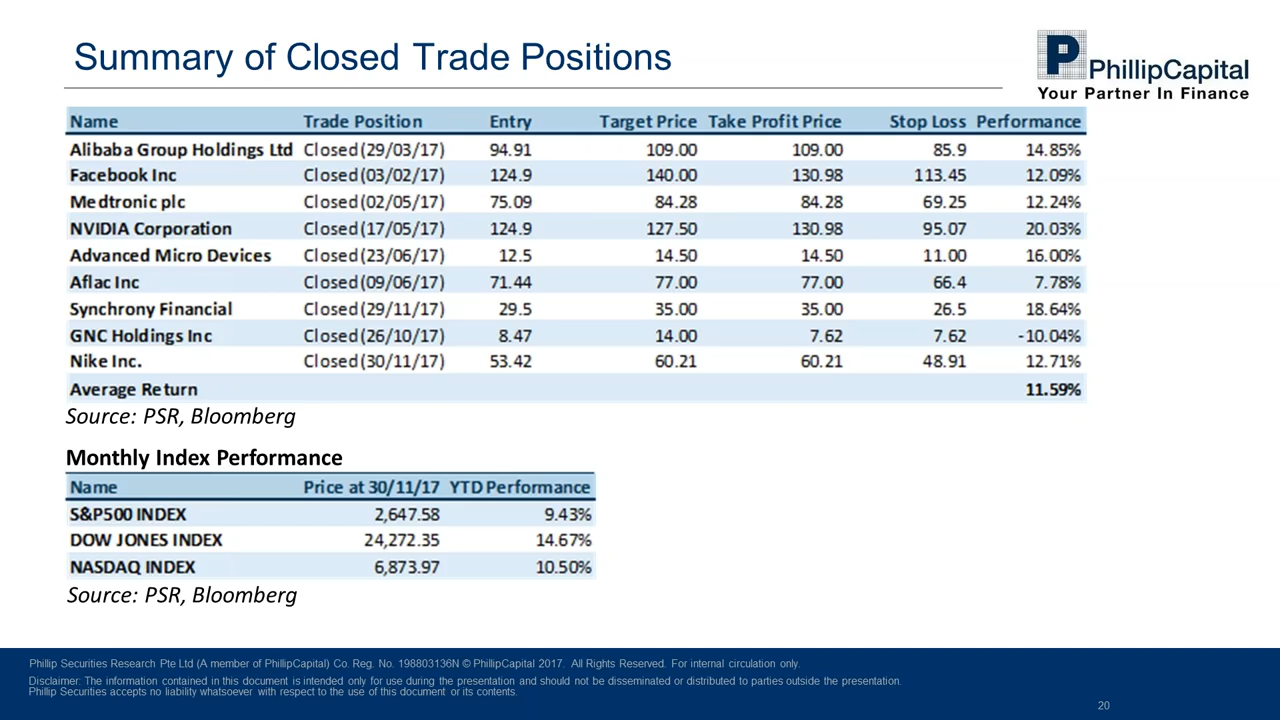 Summary of Closed Trade Positions
P PhillipCapital
Your Partner In Finance
Name Trade Position Entry Target Price Take Profit Price Stop Loss Performance
Alibaba Group Holdings Ltd Closed (29/03/17) 94.91 109.00 109.00 85.9 14.85%
Facebook Inc Closed (03/02/17) 124.9 140.00 130.98 113.45 12.09%
Medtronic plc Closed (02/05/17) 75.09 84.28 84.28 69.25 12.24%
NVIDIA Corporation Closed (17/05/17) 124.9 127.50 130.98 95.07 20.03%
Advanced Micro Devices Closed (23/06/17) 12.5 14.50 14.50 11.00 16.00%
Aflac Inc Closed (09/06/17) 71.44 77.00 77.00 66.4 7.78%
Synchrony Financial Closed (29/11/17) 29.5 35.00 35.00 26.5 18.64%
GNC Holdings Inc Closed (26/10/17) 8.47 14.00 7.62 7.62 -10.04%
Nike Inc. Closed (30/11/17) 53.42 60.21 60.21 48.91 12.71%
Average Return 11.59%
Source: PSR, Bloomberg
Monthly Index Performance
Name Price at 30/11/17 YTD Performance
S&P500 INDEX 2,647.58 9.43%
DOW JONES INDEX 24,272.35 14.67%
NASDAQ INDEX 6,873.97 10.50%
Source: PSR, Bloomberg
Phillip Securities Research Pte Ltd (A member of PhillipCapital) Co. Reg. No. 198803136N © PhillipCapital 2017. All Rights Reserved. For internal circulation only.
Disclaimer: The information contained in this document is intended only for use during the presentation and should not be disseminated or distributed to parties outside the presentation.
Phillip Securities accepts no liability whatsoever with respect to the use of this document or its contents.
20